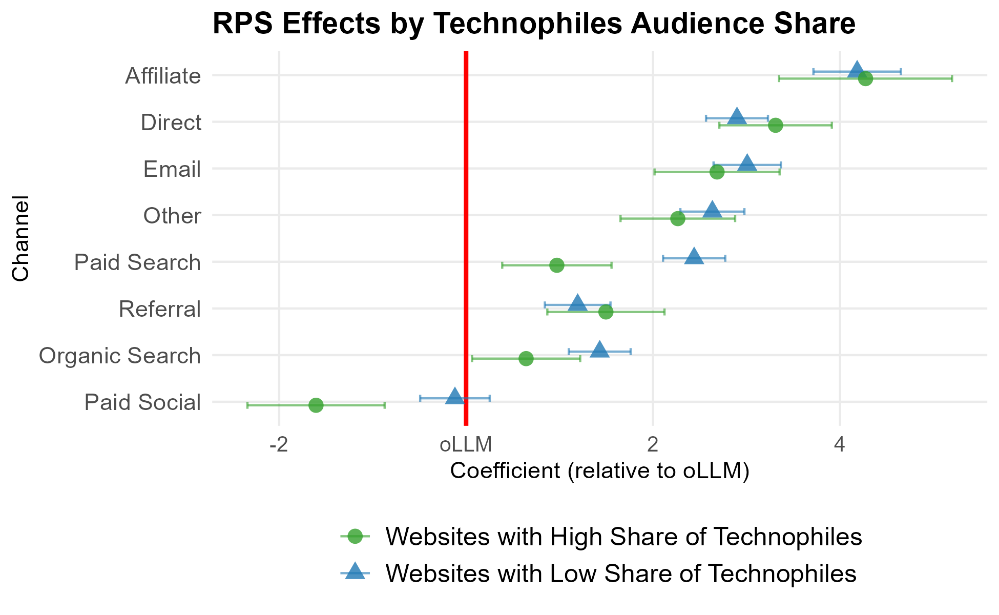 RPS Effects by Technophiles Audience Share
Channel
Affiliate
Direct
Email
Other
Paid Search
Referral
Organic Search
Paid Social
-2
oLLM
2
4
Coefficient (relative to oLLM)
Websites with High Share of Technophiles
Websites with Low Share of Technophiles